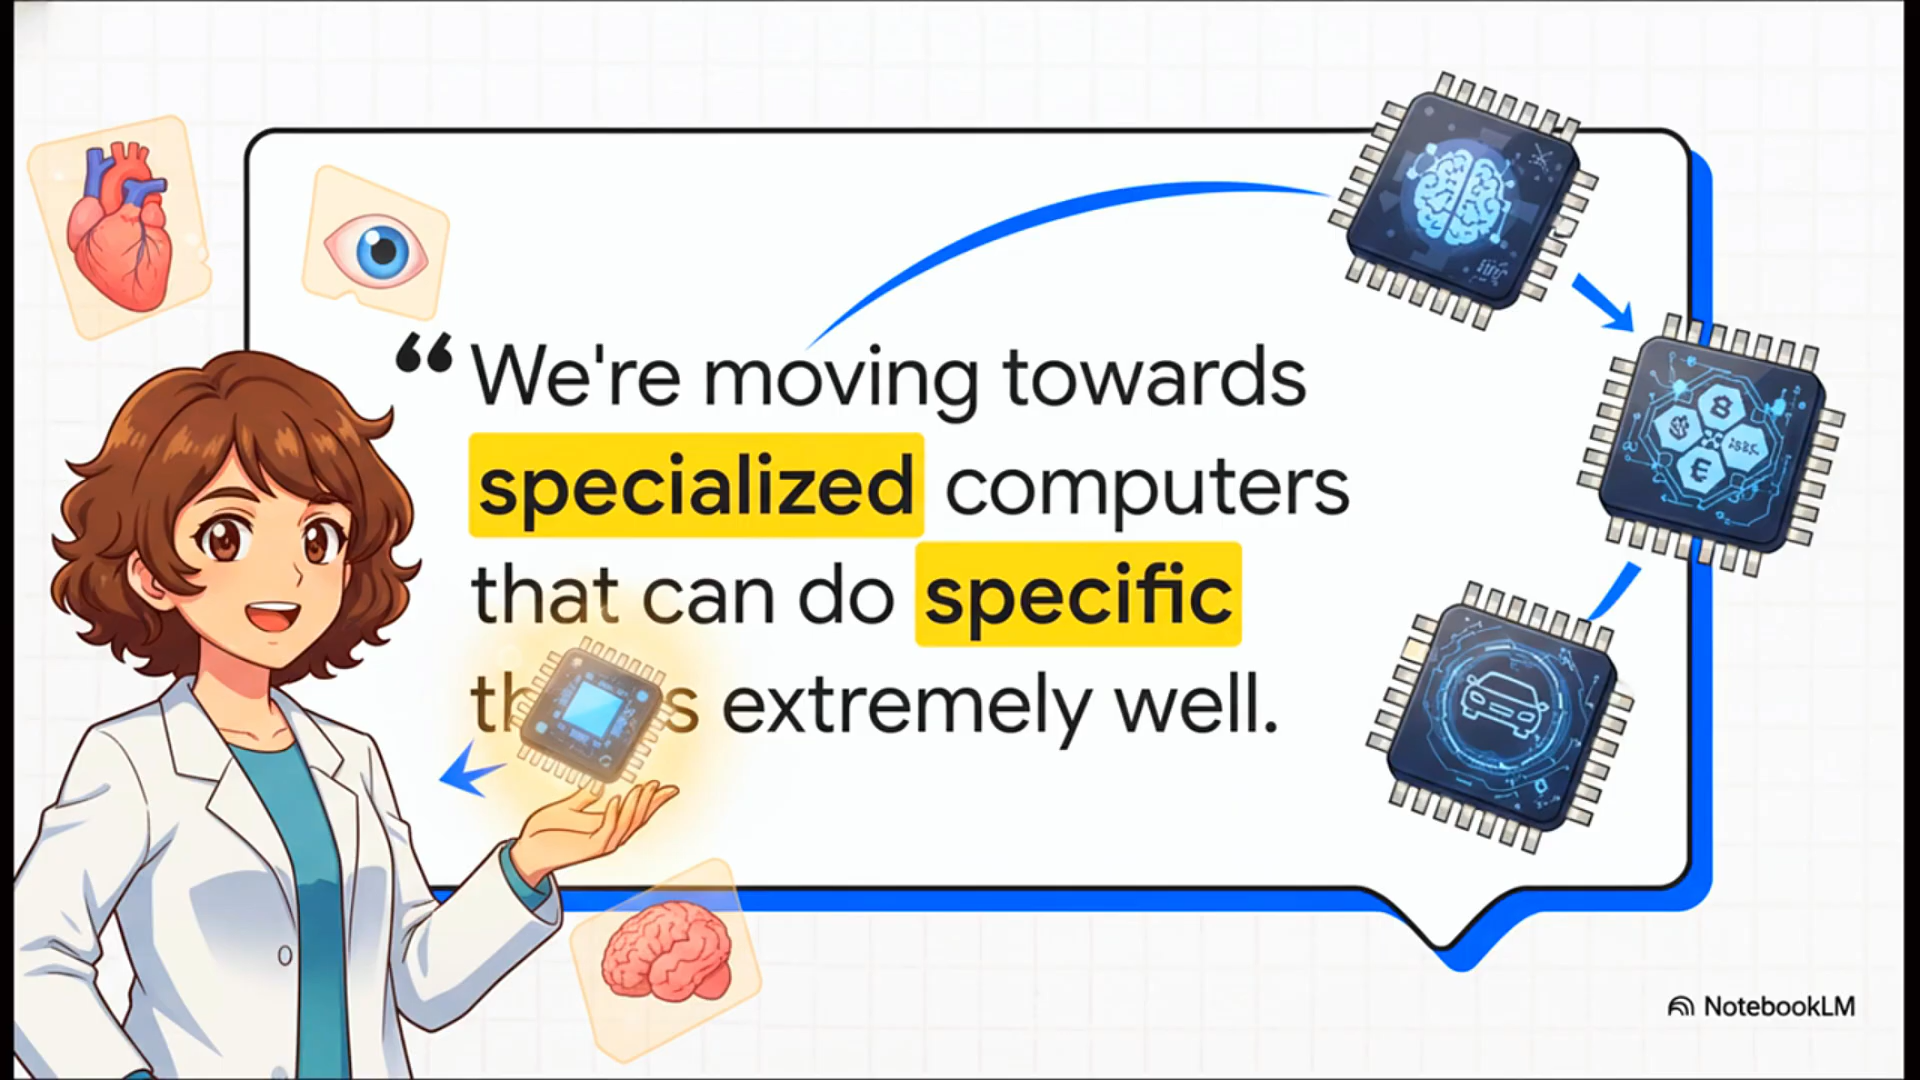 “We're moving towards
specialized computers
that can do specific
extremely well.
NotebookLM